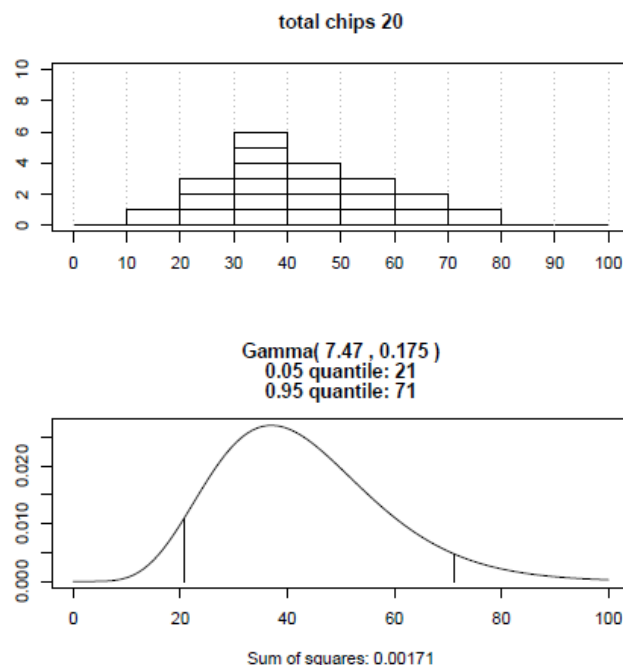 total chips 20
10
8
6
4
2
0
0 10 20 30 40 50 60 70 80 90 100
Gamma( 7.47 , 0.175 )
0.05 quantile: 21
0.95 quantile: 71
0.020
0.010
0.000
0 20 40 60 80 100
Sum of squares: 0.00171